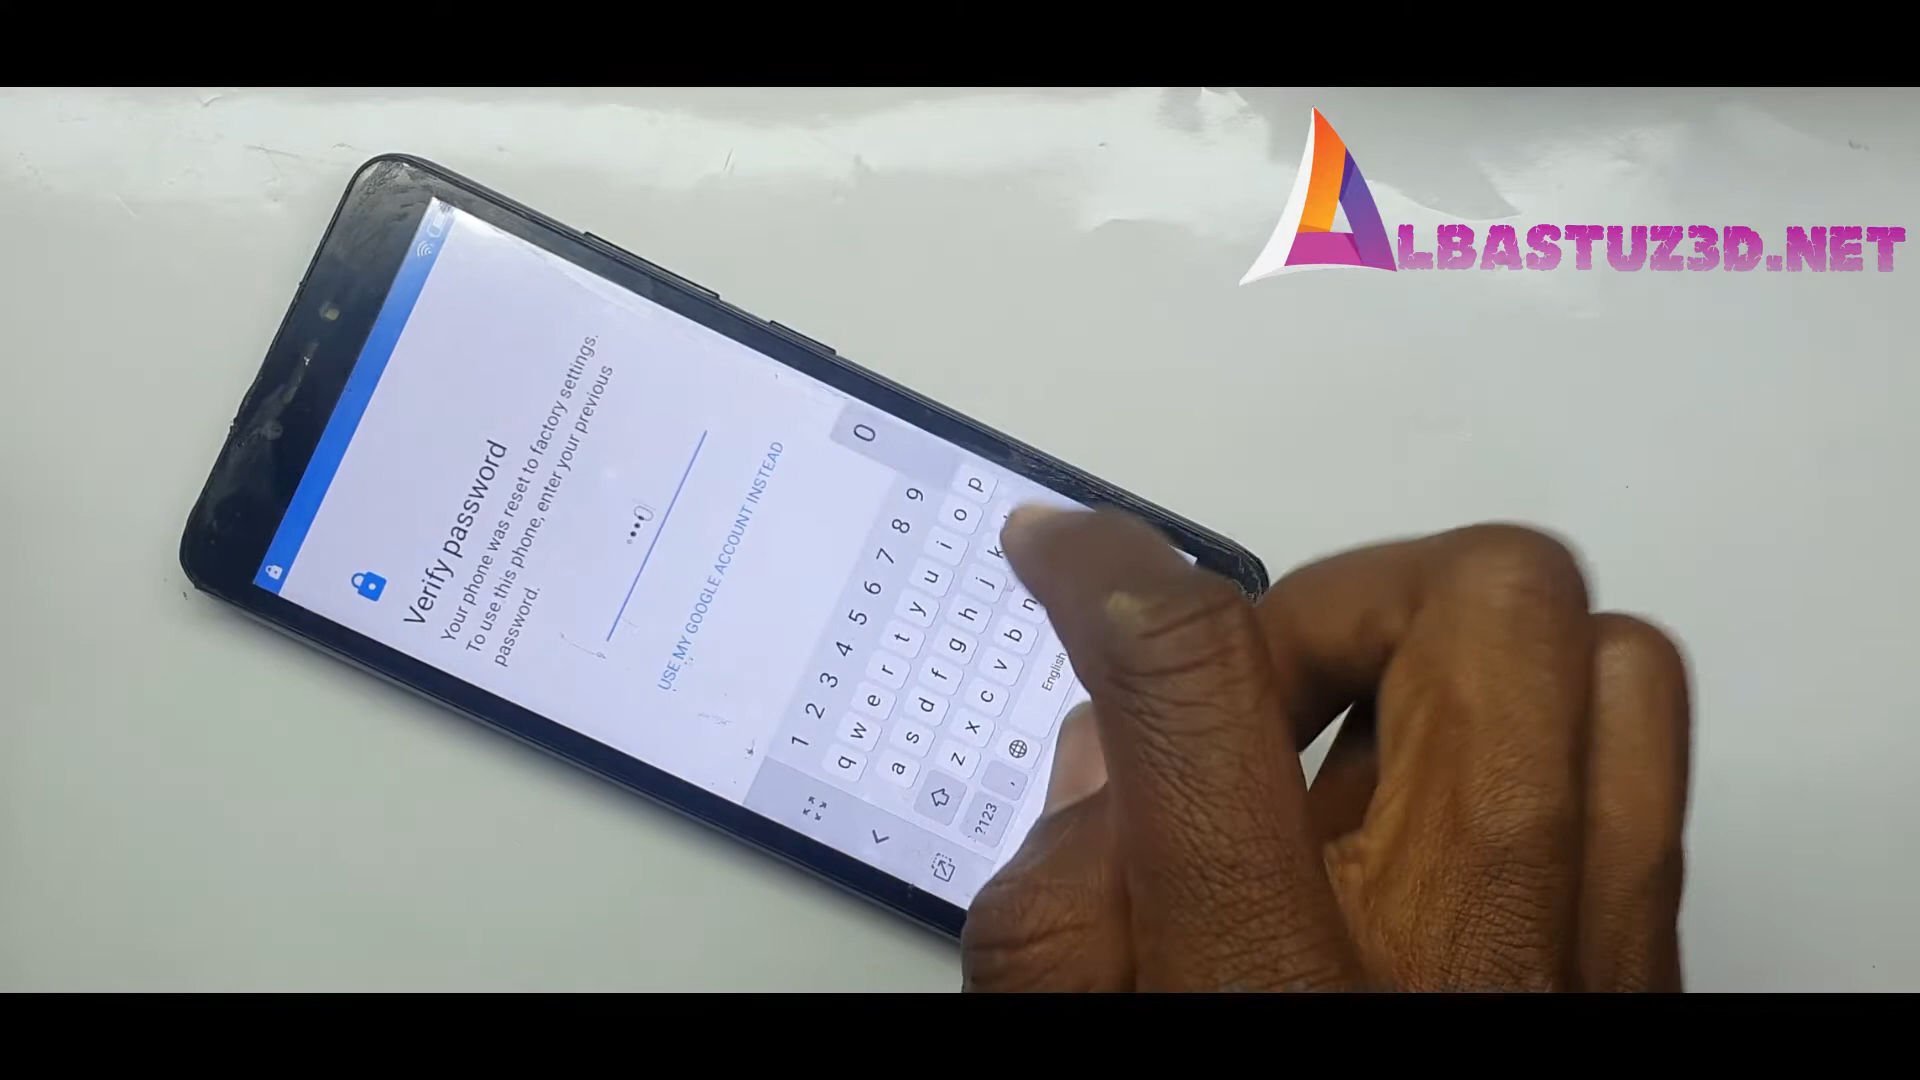 ALBASTUZ3D.NET
Verify password
Your phone was reset to factory settings.
To use this phone, enter your previous
password.
•••0
USE MY GOOGLE ACCOUNT INSTEAD
1 2 3 4 5 6 7 8 9 0
q w e r t y u i o p
a s d f g h j k
z x c v b n
?123 , English